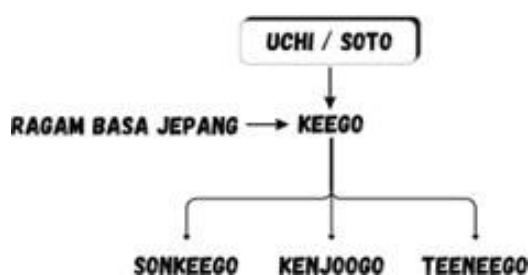 UCHI / SOTO
RAGAM BASA JEPANG KEEGO
SONKEEGO KENJOOGO TEENEEGO